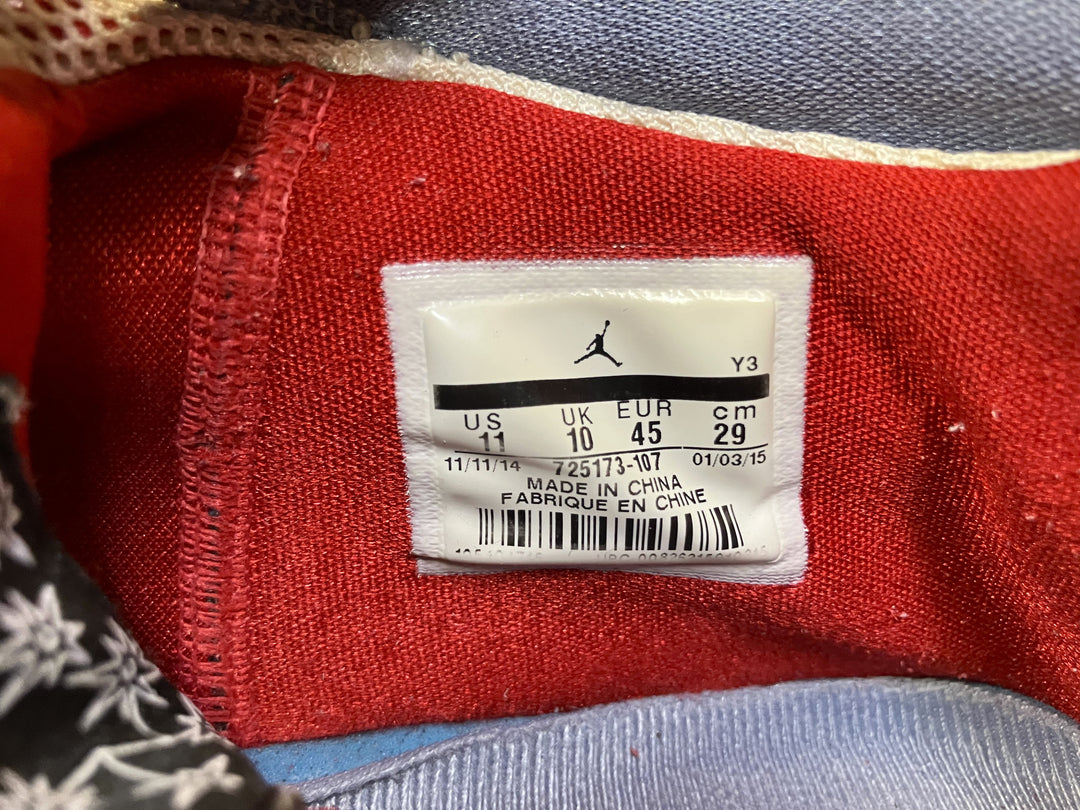 Y3
US UK EUR cm
11 10 45 29
11/11/14 725173-107 01/03/15
MADE IN CHINA
FABRIQUE EN CHINE